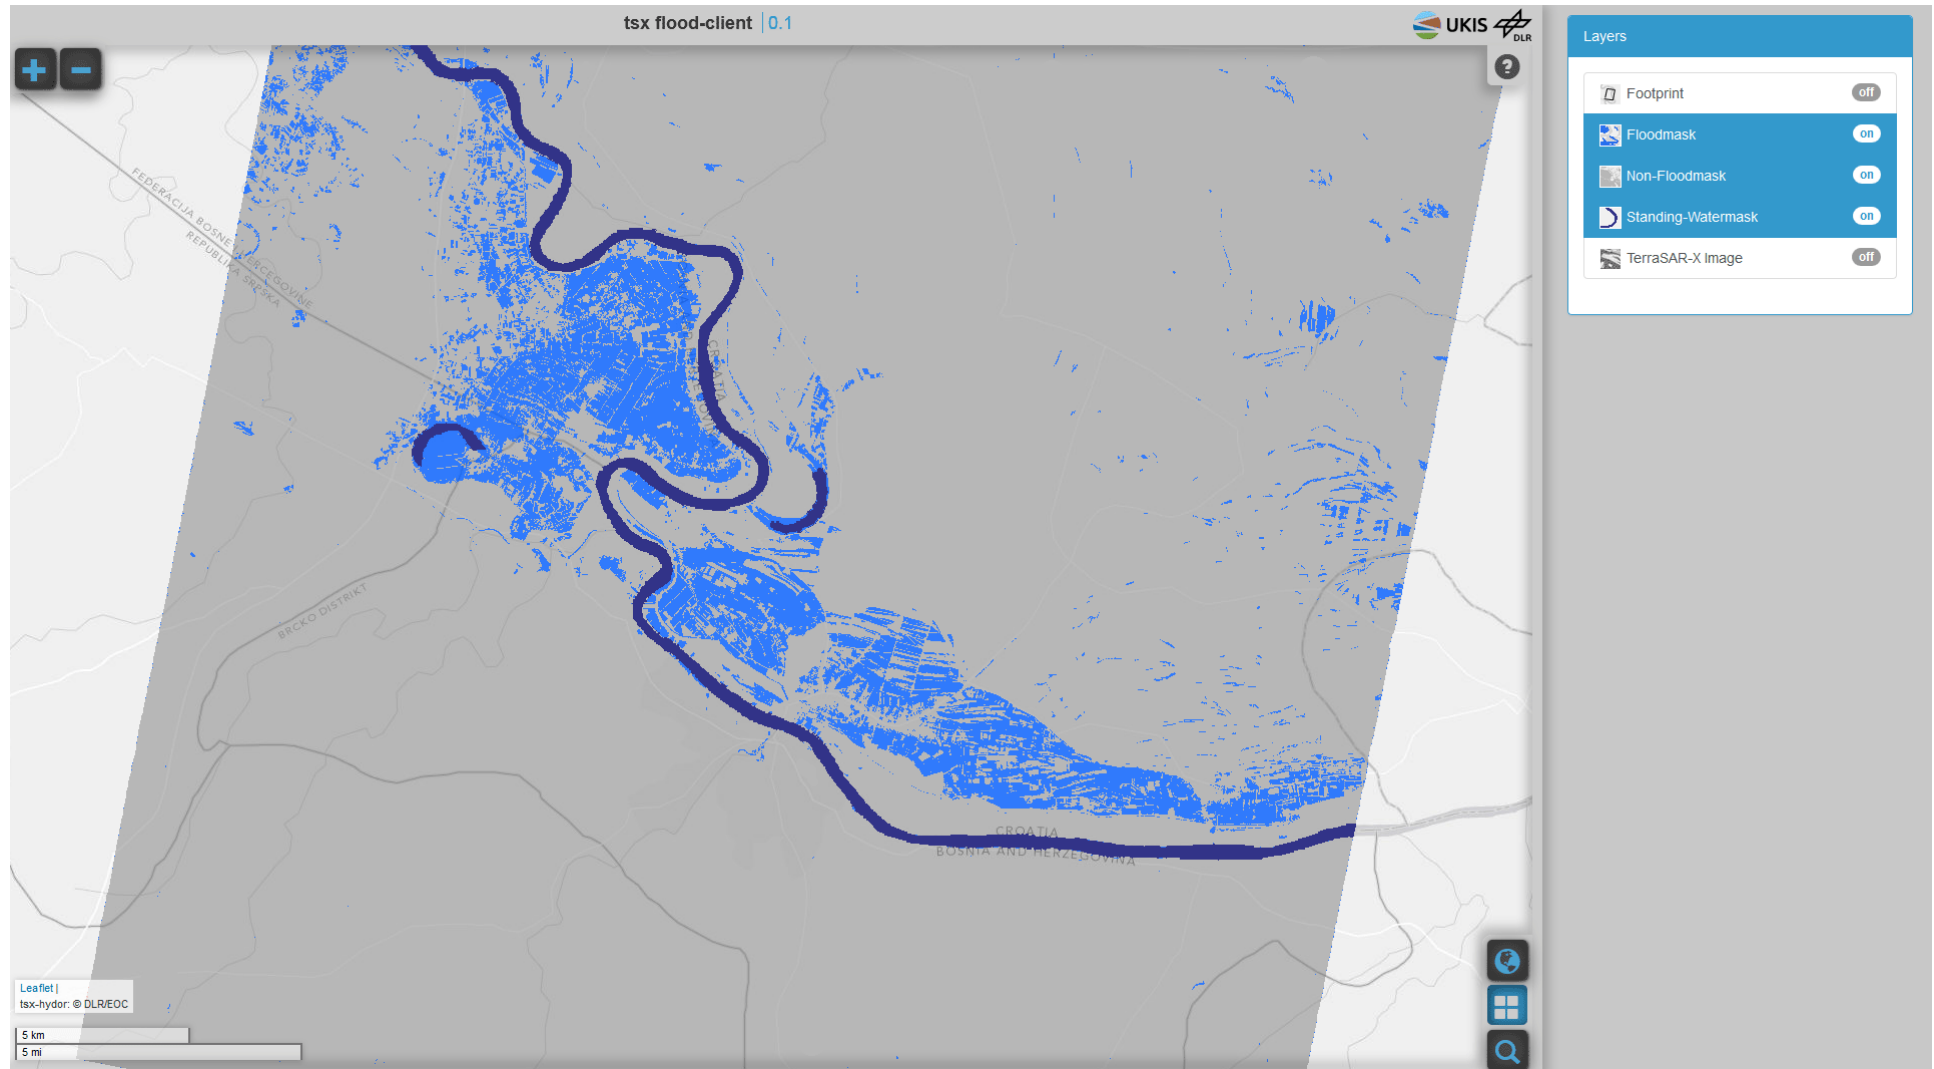 tsx flood-client | 0.1
UKIS
DLR
Layers
Footprint
off
Floodmask
on
Non-Floodmask
on
Standing-Watermask
on
TerraSAR-X Image
off
FEDERACIJA BOSNE I HERCEGOVINE
REPUBLIKA SRPSKA
BRCKO DISTRIKT
CROATIA
BOSNIA AND HERZEGOVINA
Leaflet |
tsx-hydor: © DLR/EOC
5 km
5 mi